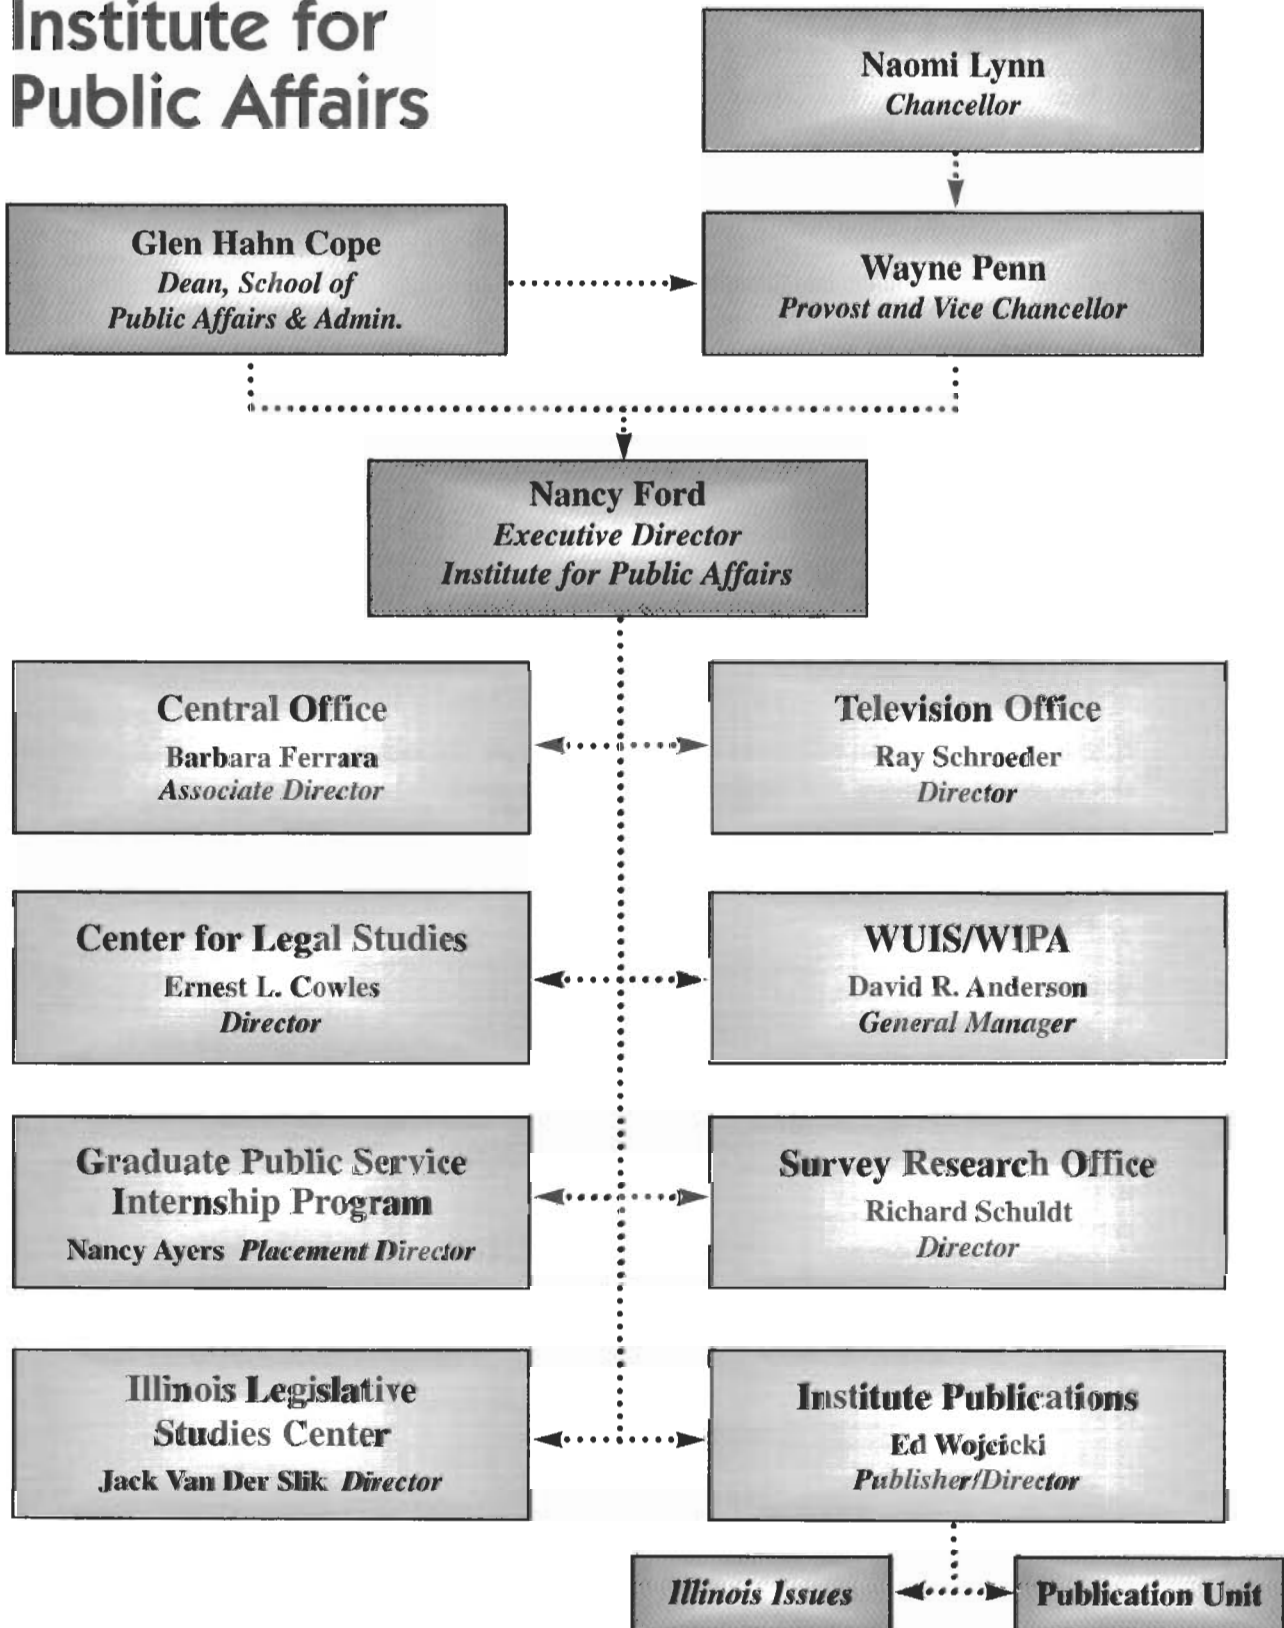 Institute for
Public Affairs
Naomi Lynn
Chancellor
Glen Hahn Cope
Dean, School of
Public Affairs & Admin.
Wayne Penn
Provost and Vice Chancellor
Nancy Ford
Executive Director
Institute for Public Affairs
Central Office
Barbara Ferrara
Associate Director
Television Office
Ray Schroeder
Director
Center for Legal Studies
Ernest L. Cowles
Director
WUIS/WIPA
David R. Anderson
General Manager
Graduate Public Service
Internship Program
Nancy Ayers Placement Director
Survey Research Office
Richard Schuldt
Director
Illinois Legislative
Studies Center
Jack Van Der Slik Director
Institute Publications
Ed Wojcicki
Publisher/Director
Illinois Issues
Publication Unit